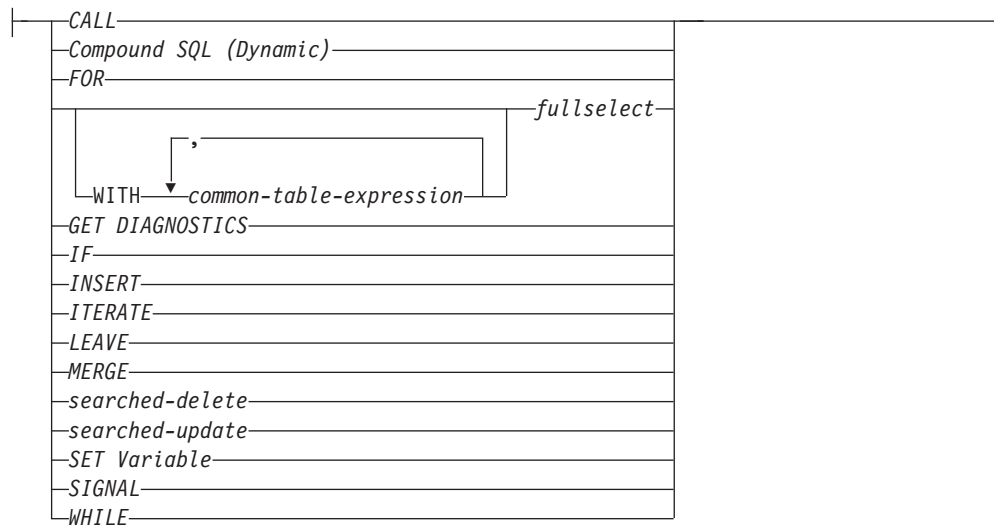 CALL
Compound SQL (Dynamic)
FOR
fullselect
,
WITH common-table-expression
GET DIAGNOSTICS
IF
INSERT
ITERATE
LEAVE
MERGE
searched-delete
searched-update
SET Variable
SIGNAL
WHILE